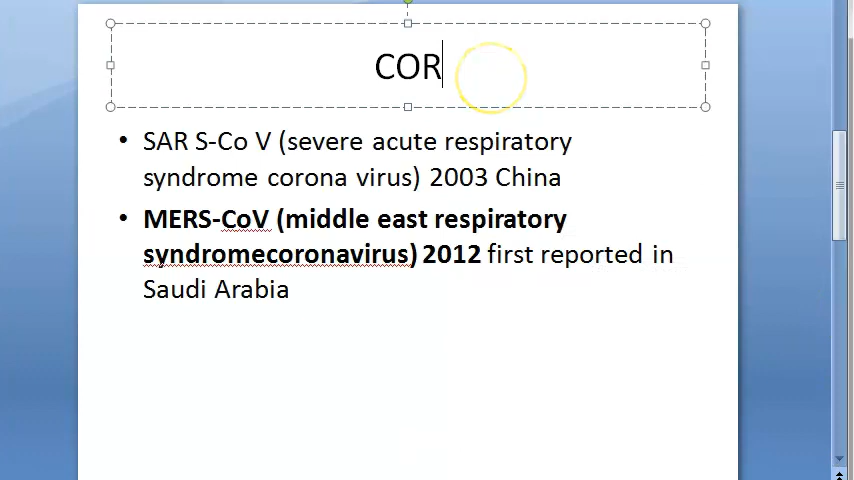 COR
• SAR S-Co V (severe acute respiratory
syndrome corona virus) 2003 China
• MERS-CoV (middle east respiratory
syndromecoronavirus) 2012 first reported in
Saudi Arabia